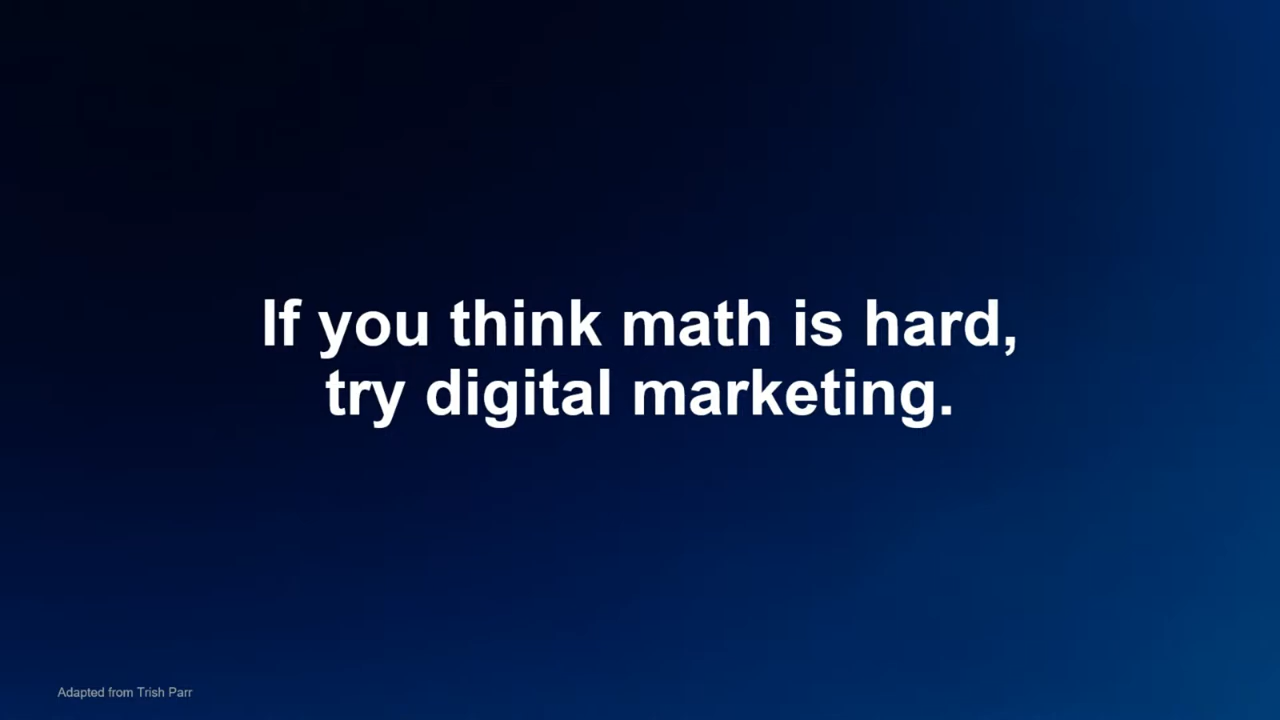 If you think math is hard,
try digital marketing.
Adapted from Trish Parr